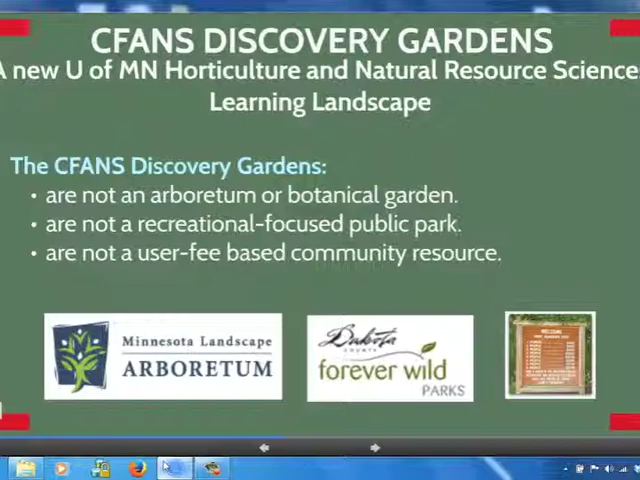 CFANS DISCOVERY GARDENS
A new U of MN Horticulture and Natural Resource Science
Learning Landscape
The CFANS Discovery Gardens:
• are not an arboretum or botanical garden.
• are not a recreational-focused public park.
• are not a user-fee based community resource.
Minnesota Landscape
ARBORETUM
Dakota
COUNTY
forever wild
PARKS
WELCOME